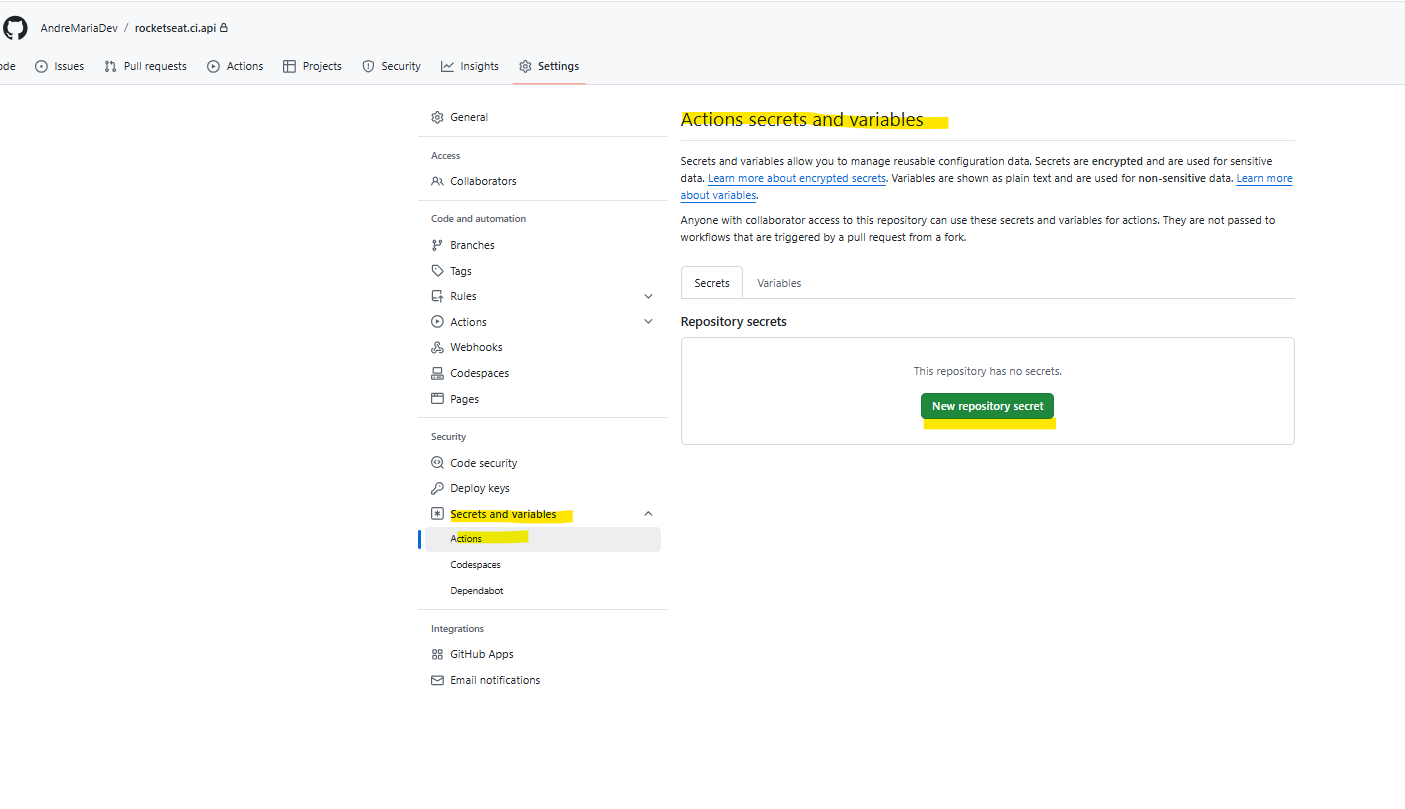 AndreMariaDev / rocketseat.ci.api
ode Issues Pull requests Actions Projects Security Insights Settings
General
Access
Collaborators
Code and automation
Branches
Tags
Rules
Actions
Webhooks
Codespaces
Pages
Security
Code security
Deploy keys
Secrets and variables
Actions
Codespaces
Dependabot
Integrations
GitHub Apps
Email notifications
Actions secrets and variables
Secrets and variables allow you to manage reusable configuration data. Secrets are encrypted and are used for sensitive
data. Learn more about encrypted secrets. Variables are shown as plain text and are used for non-sensitive data. Learn more
about variables.
Anyone with collaborator access to this repository can use these secrets and variables for actions. They are not passed to
workflows that are triggered by a pull request from a fork.
Secrets Variables
Repository secrets
This repository has no secrets.
New repository secret